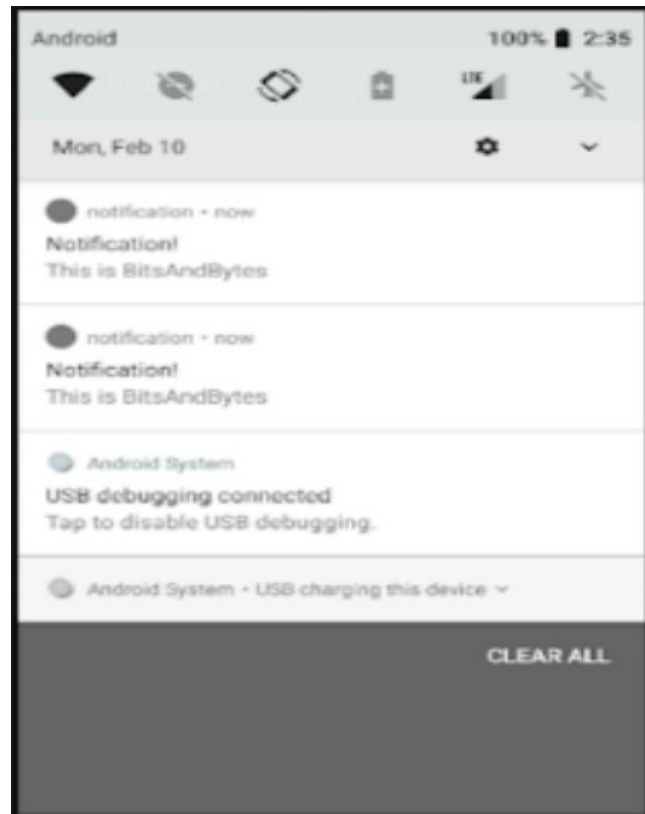 Android 100% 2:35
LTE
Mon, Feb 10
notification • now
Notification!
This is BitsAndBytes
notification • now
Notification!
This is BitsAndBytes
Android System
USB debugging connected
Tap to disable USB debugging.
Android System • USB charging this device
CLEAR ALL